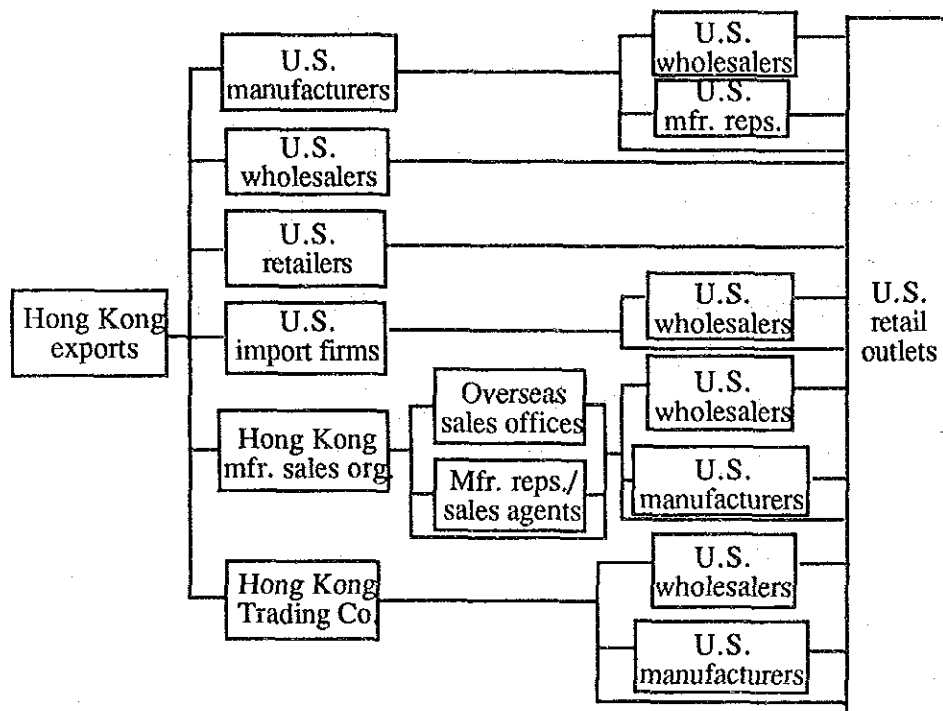 Hong Kong
exports
U.S.
manufacturers
U.S.
wholesalers
U.S.
retailers
U.S.
import firms
Hong Kong
mfr. sales org.
Hong Kong
Trading Co.
Overseas
sales offices
Mfr. reps./
sales agents
U.S.
wholesalers
U.S.
mfr. reps.
U.S.
wholesalers
U.S.
wholesalers
U.S.
manufacturers
U.S.
wholesalers
U.S.
manufacturers
U.S.
retail
outlets